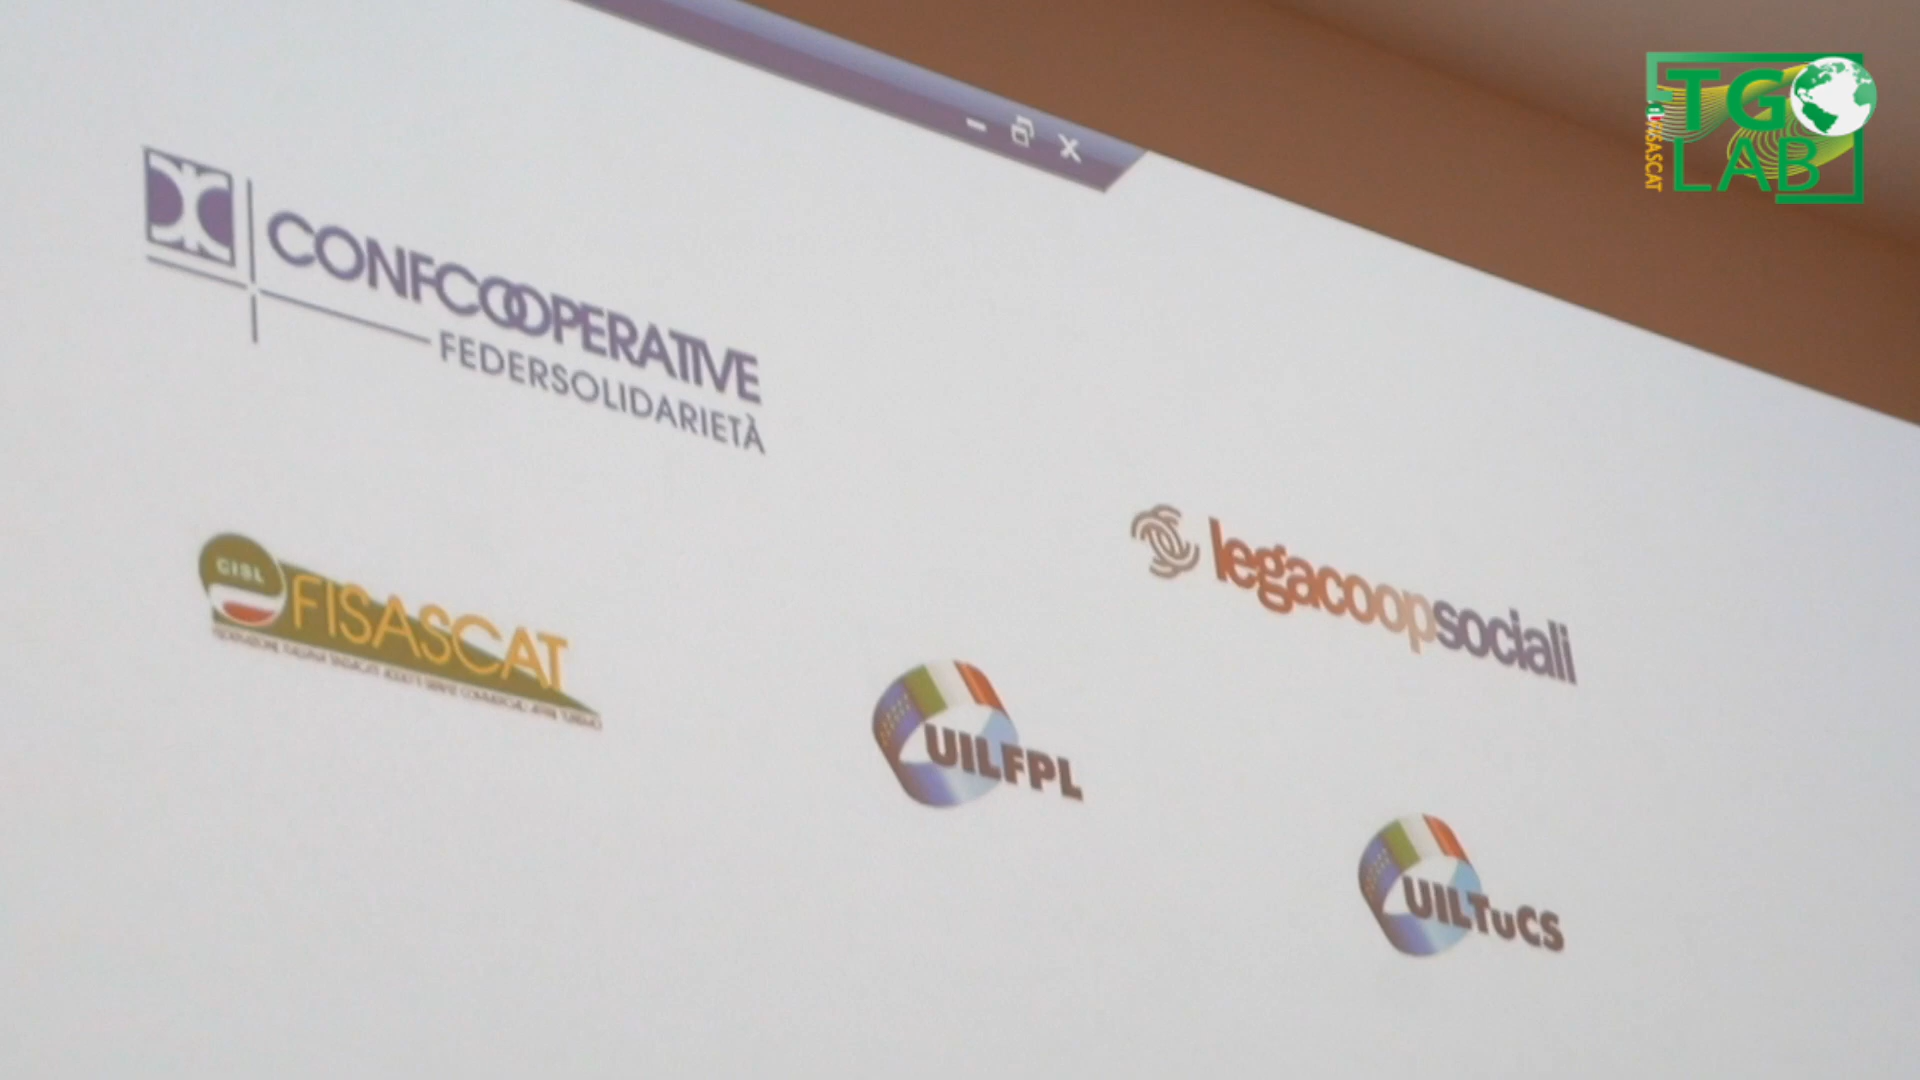 TG
LAB
FISASCAT
CONFCOOPERATIVE
FEDERSOLIDARIETÀ
legacoopsociali
CISL
FISASCAT
UILFPL
UILTuCS